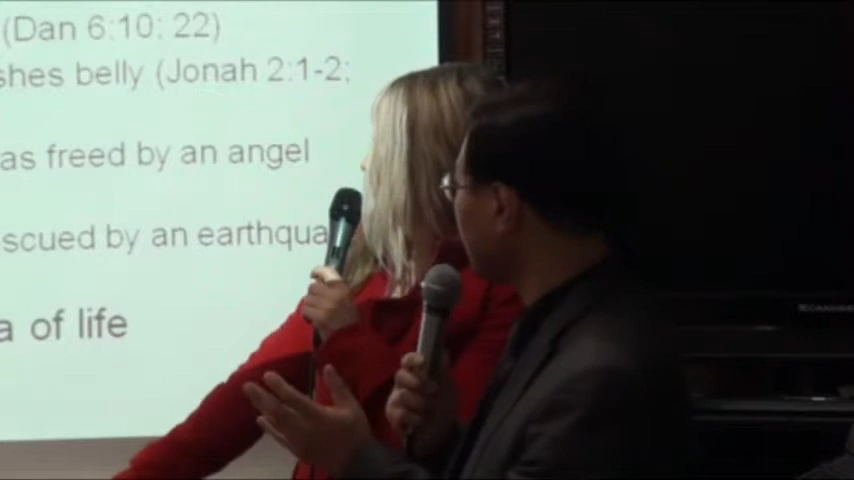 (Dan 6:10: 22)
shes belly (Jonah 2:1-2;
as freed by an angel
scued by an earthqua
a of life